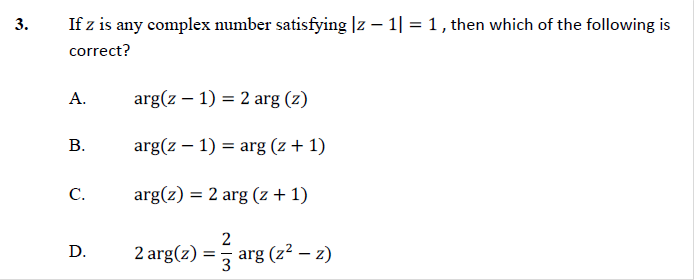 3. If z is any complex number satisfying |z − 1| = 1 , then which of the following is
correct?
A. arg(z − 1) = 2 arg (z)
B. arg(z − 1) = arg (z + 1)
C. arg(z) = 2 arg (z + 1)
D. 2 arg(z) = 2/3 arg (z² − z)